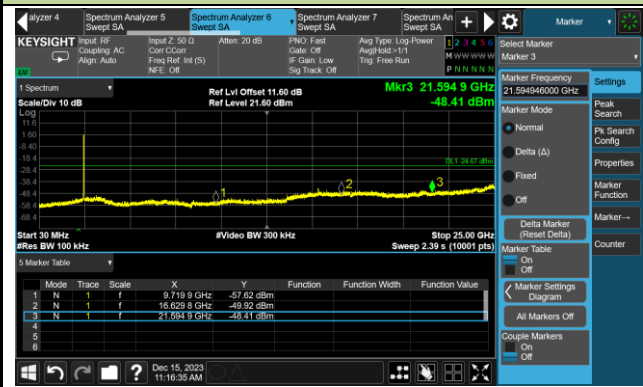 alyzer 4
Spectrum Analyzer 5
Swept SA
Spectrum Analyzer 6
Swept SA
Spectrum Analyzer 7
Swept SA
Spectrum An
Swept SA
Marker
KEYSIGHT
Input: RF
Coupling: AC
Align: Auto
Input Z: 50 Ω
Corr CCorr
Freq Ref: Int (S)
NFE: Off
Atten: 20 dB
PNO: Fast
Gate: Off
IF Gain: Low
Sig Track: Off
Avg Type: Log-Power
Avg|Hold:>1/1
Trig: Free Run
1 2 3 4 5 6
M W W W W W
P N N N N N
LVI
1 Spectrum
Scale/Div 10 dB
Ref Lvl Offset 11.60 dB
Ref Level 21.60 dBm
Mkr3 21.594 9 GHz
-48.41 dBm
Log
11.6
1.60
-8.40
-18.4
-28.4
-38.4
-48.4
-58.4
-68.4
DL1 -24.67 dBm
1
2
3
Start 30 MHz
#Res BW 100 kHz
#Video BW 300 kHz
Stop 25.00 GHz
Sweep 2.39 s (10001 pts)
5 Marker Table
Mode Trace Scale X Y Function Function Width Function Value
1 N 1 f 9.719 9 GHz -57.62 dBm
2 N 1 f 16.629 8 GHz -49.92 dBm
3 N 1 f 21.594 9 GHz -48.41 dBm
4
5
6
Dec 15, 2023
11:16:35 AM
Select Marker
Marker 3
Marker Frequency
21.594946000 GHz
Marker Mode
Normal
Delta (Δ)
Fixed
Off
Delta Marker
(Reset Delta)
Marker Table
On
Off
Marker Settings
Diagram
All Markers Off
Couple Markers
On
Off
Settings
Peak
Search
Pk Search
Config
Properties
Marker
Function
Marker→
Counter